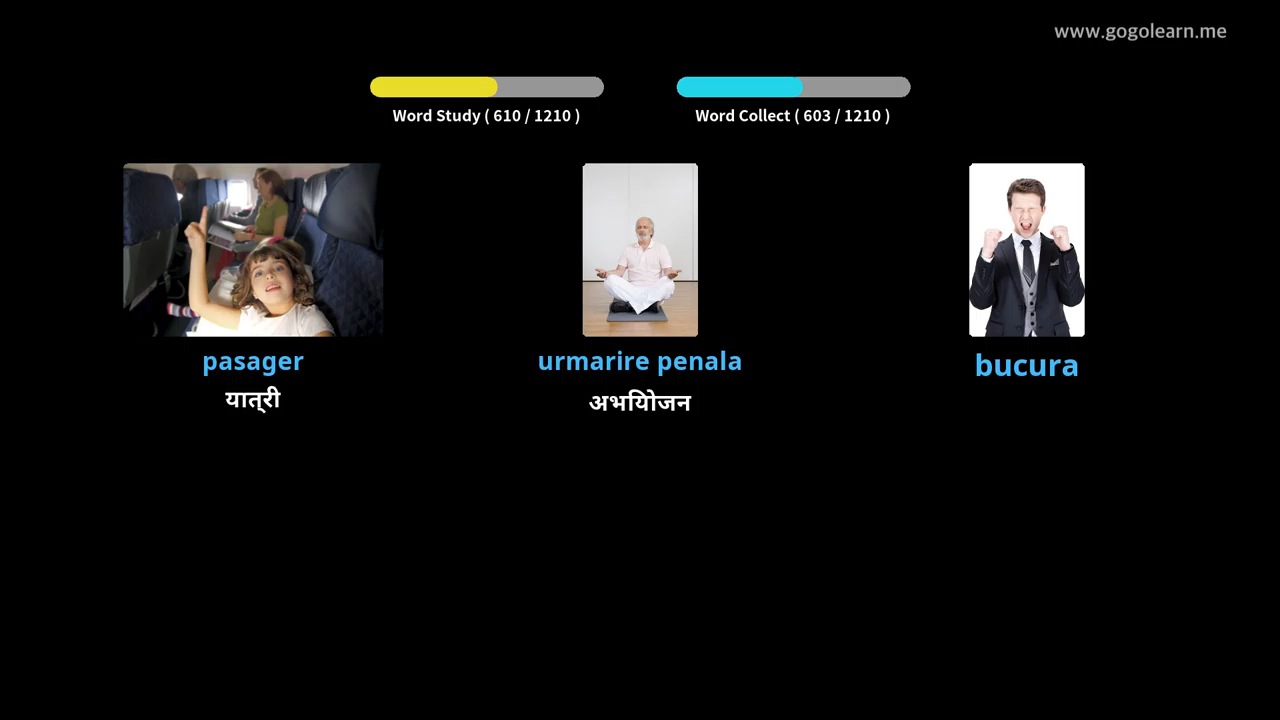 www.gogolearn.me
Word Study ( 610 / 1210 )
Word Collect ( 603 / 1210 )
pasager
urmarire penala
bucura
यात्री
अभियोजन